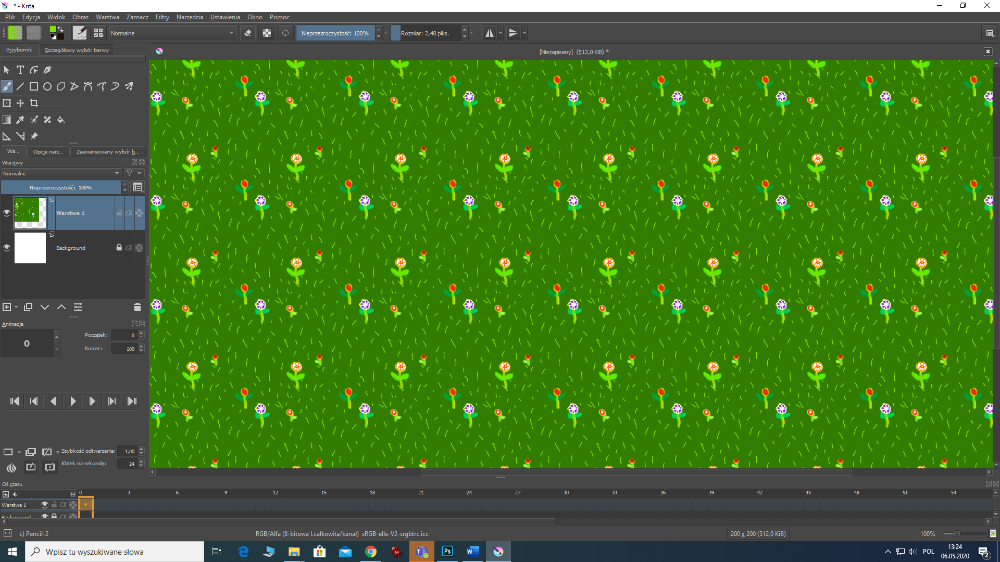 * - Krita
Plik Edycja Widok Obraz Warstwa Zaznacz Filtry Narzędzia Ustawienia Okno Pomoc
Normalne
Nieprzezroczystość: 100%
Rozmiar: 2,48 piks.
Przybornik
Szczegółowy wybór barwy
[Niezapisany] (512,0 KiB) *
Wa...
Opcje narz...
Zaawansowany wybór b...
Warstwy
Normalne
Nieprzezroczystość: 100%
Warstwa 1
Background
Animacja
0
Początek: 0
Koniec: 100
Szybkość odtwarzania: 1,00
Klatek na sekundę: 24
Oś czasu
0 3 6 9 12 15 18 21 24 27 30 33 36 39 42 45 48 51 54
Warstwa 1
Background
c) Pencil-2
RGB/Alfa (8-bitowa l.całkowita/kanał) sRGB-elle-V2-srgbtrc.icc
200 x 200 (512,0 KiB)
100%
Wpisz tu wyszukiwane słowa
64
T
Ps
W
POL
13:24
06.05.2020
2